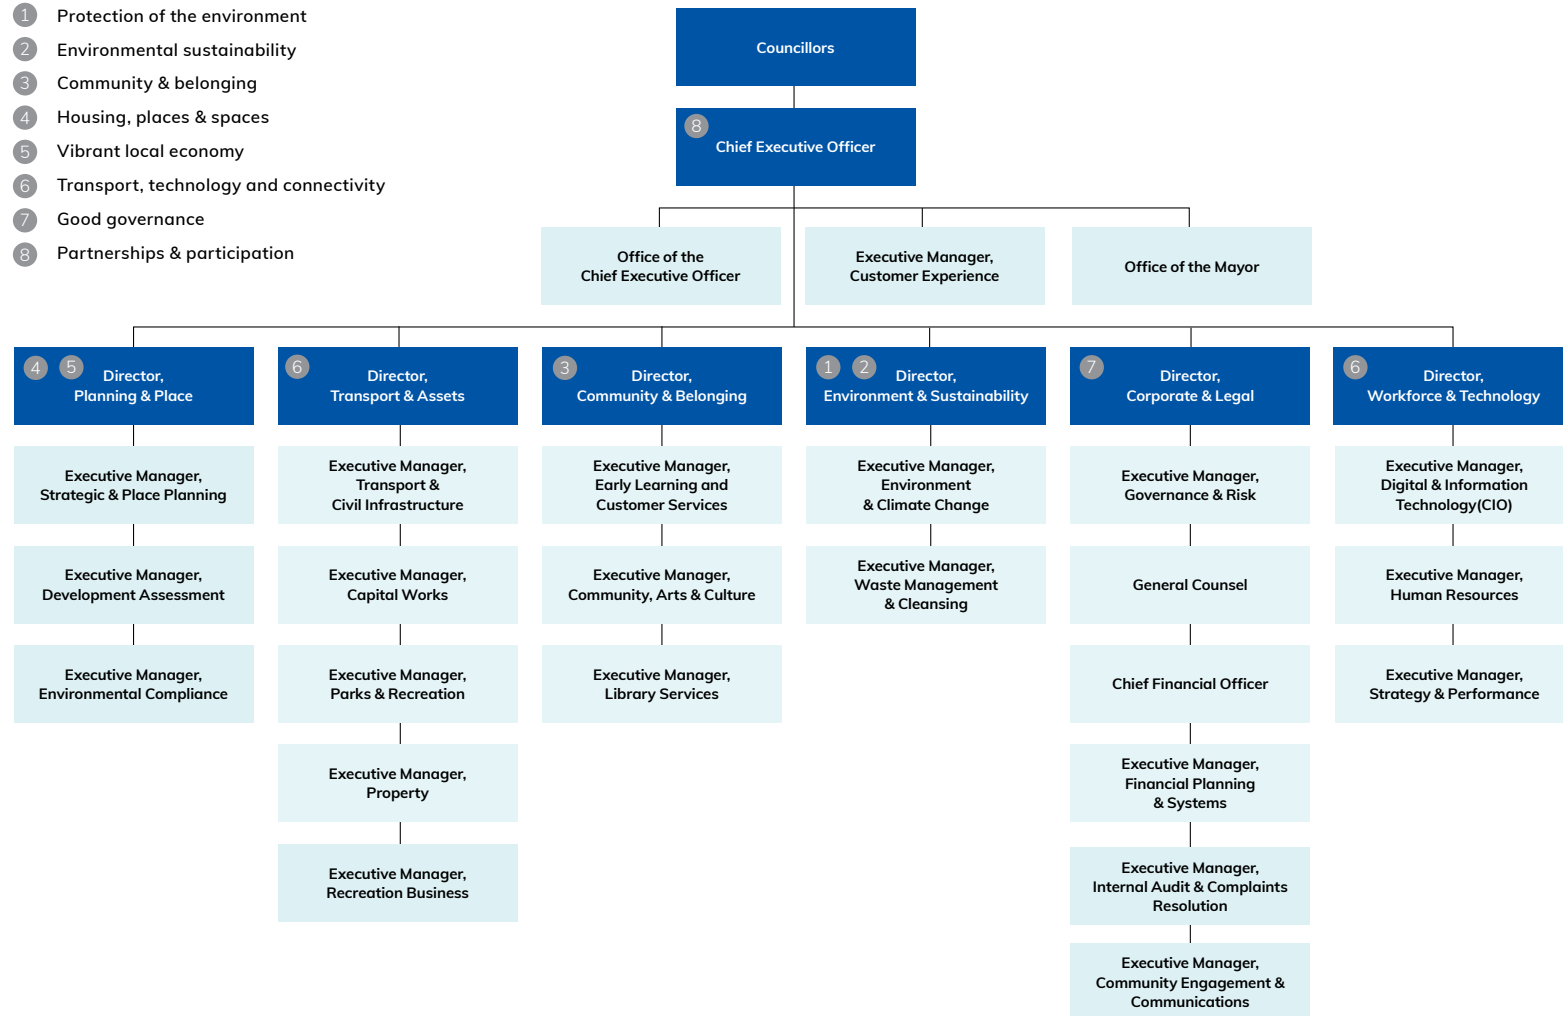 1 Protection of the environment
2 Environmental sustainability
3 Community & belonging
4 Housing, places & spaces
5 Vibrant local economy
6 Transport, technology and connectivity
7 Good governance
8 Partnerships & participation
Councillors
8
Chief Executive Officer
Office of the
Chief Executive Officer
Executive Manager,
Customer Experience
Office of the Mayor
4 5
Director,
Planning & Place
Executive Manager,
Strategic & Place Planning
Executive Manager,
Development Assessment
Executive Manager,
Environmental Compliance
6
Director,
Transport & Assets
Executive Manager,
Transport &
Civil Infrastructure
Executive Manager,
Capital Works
Executive Manager,
Parks & Recreation
Executive Manager,
Property
Executive Manager,
Recreation Business
3
Director,
Community & Belonging
Executive Manager,
Early Learning and
Customer Services
Executive Manager,
Community, Arts & Culture
Executive Manager,
Library Services
1 2
Director,
Environment & Sustainability
Executive Manager,
Environment
& Climate Change
Executive Manager,
Waste Management
& Cleansing
7
Director,
Corporate & Legal
Executive Manager,
Governance & Risk
General Counsel
Chief Financial Officer
Executive Manager,
Financial Planning
& Systems
Executive Manager,
Internal Audit & Complaints
Resolution
Executive Manager,
Community Engagement &
Communications
6
Director,
Workforce & Technology
Executive Manager,
Digital & Information
Technology(CIO)
Executive Manager,
Human Resources
Executive Manager,
Strategy & Performance